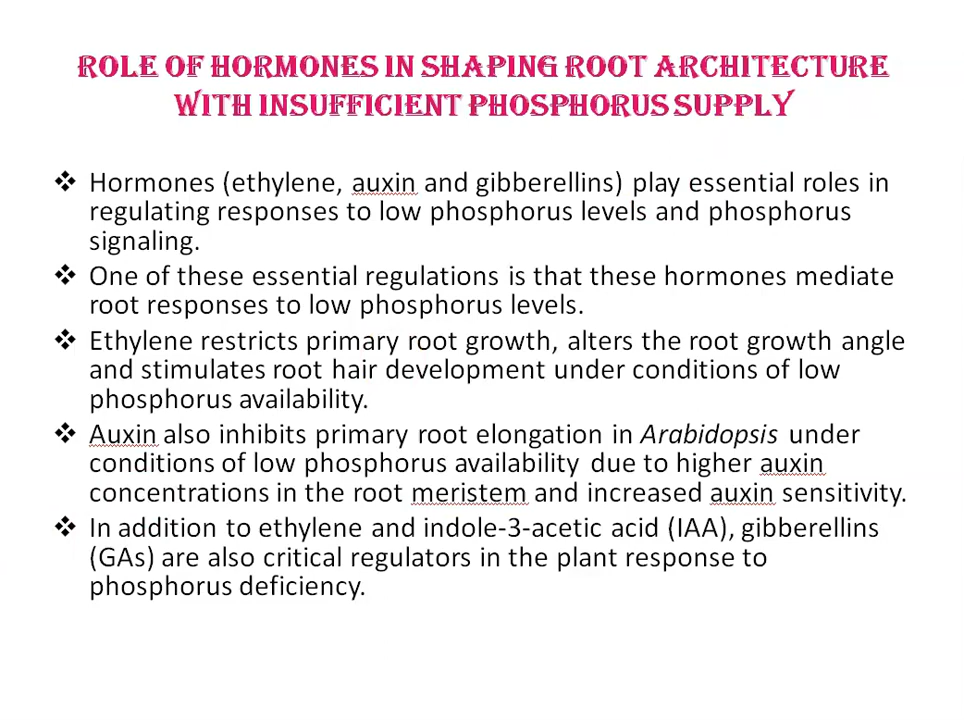 ROLE OF HORMONES IN SHAPING ROOT ARCHITECTURE
WITH INSUFFICIENT PHOSPHORUS SUPPLY
❖ Hormones (ethylene, auxin and gibberellins) play essential roles in
regulating responses to low phosphorus levels and phosphorus
signaling.
❖ One of these essential regulations is that these hormones mediate
root responses to low phosphorus levels.
❖ Ethylene restricts primary root growth, alters the root growth angle
and stimulates root hair development under conditions of low
phosphorus availability.
❖ Auxin also inhibits primary root elongation in Arabidopsis under
conditions of low phosphorus availability due to higher auxin
concentrations in the root meristem and increased auxin sensitivity.
❖ In addition to ethylene and indole-3-acetic acid (IAA), gibberellins
(GAs) are also critical regulators in the plant response to
phosphorus deficiency.